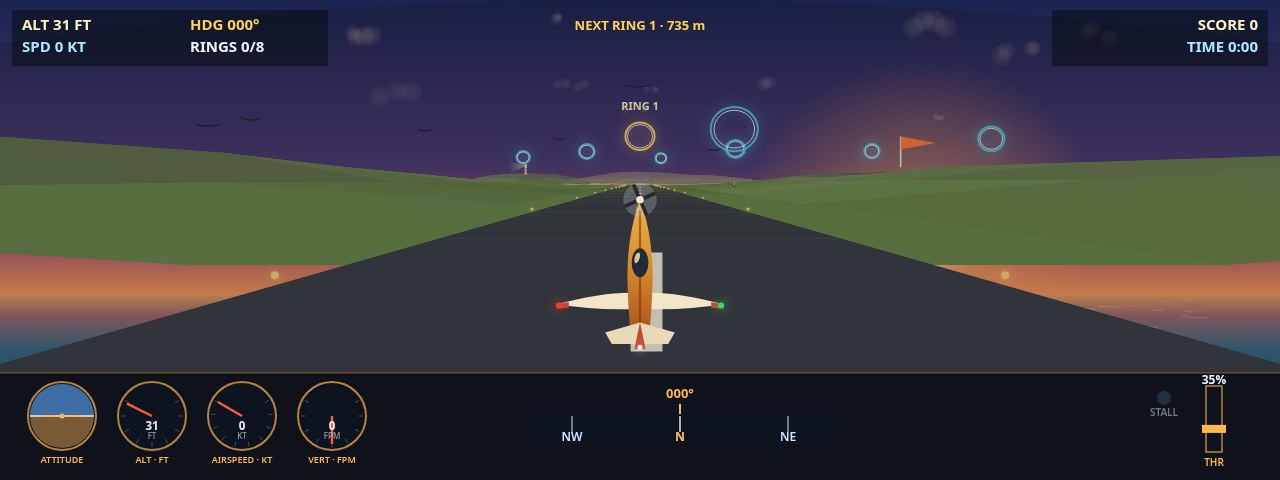 ALT 31 FT
HDG 000°
SPD 0 KT
RINGS 0/8
NEXT RING 1 · 735 m
SCORE 0
TIME 0:00
RING 1
31
FT
0
KT
0
FPM
ATTITUDE
ALT · FT
AIRSPEED · KT
VERT · FPM
000°
NW
N
NE
STALL
35%
THR